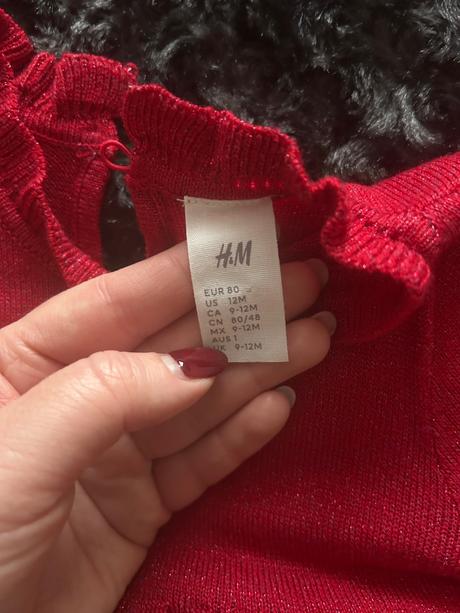 H&M
EUR 80
US 12M
CA 9-12M
CN 80/48
MX 9-12M
AUS 1
UK 9-12M